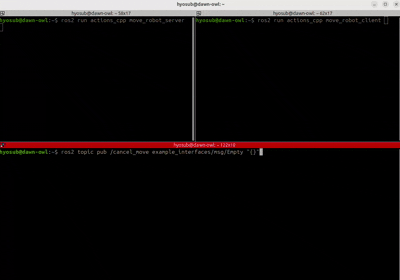 hyosub@dawn-owl: ~
hyosub@dawn-owl: ~ 58x17
hyosub@dawn-owl: ~ 62x17
hyosub@dawn-owl:~$ ros2 run actions_cpp move_robot_server
hyosub@dawn-owl:~$ ros2 run actions_cpp move_robot_client
hyosub@dawn-owl: ~ 122x18
hyosub@dawn-owl:~$ ros2 topic pub /cancel_move example_interfaces/msg/Empty "{}"